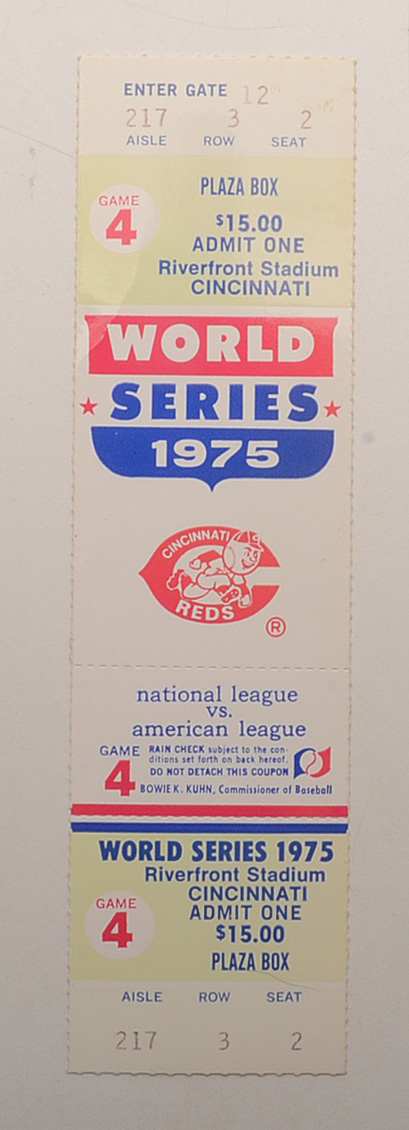 ENTER GATE 12
217 3 2
AISLE ROW SEAT
PLAZA BOX
GAME
4
$15.00
ADMIT ONE
Riverfront Stadium
CINCINNATI
WORLD
SERIES
1975
CINCINNATI
REDS
®
national league
vs.
american league
GAME
4
RAIN CHECK subject to the con-
ditions set forth on back hereof.
DO NOT DETACH THIS COUPON
BOWIE K. KUHN, Commissioner of Baseball
WORLD SERIES 1975
Riverfront Stadium
CINCINNATI
GAME
4
ADMIT ONE
$15.00
PLAZA BOX
AISLE ROW SEAT
217 3 2